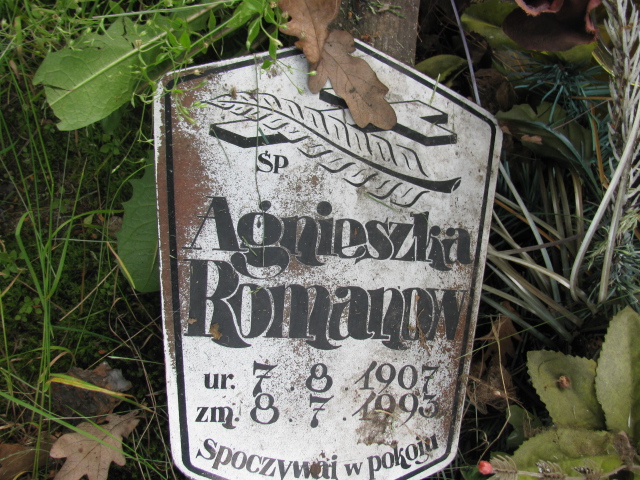 ŚP
Agnieszka
Romanow
ur. 7. 8. 1907
zm. 8. 7. 1993
Spoczywaj w pokoju